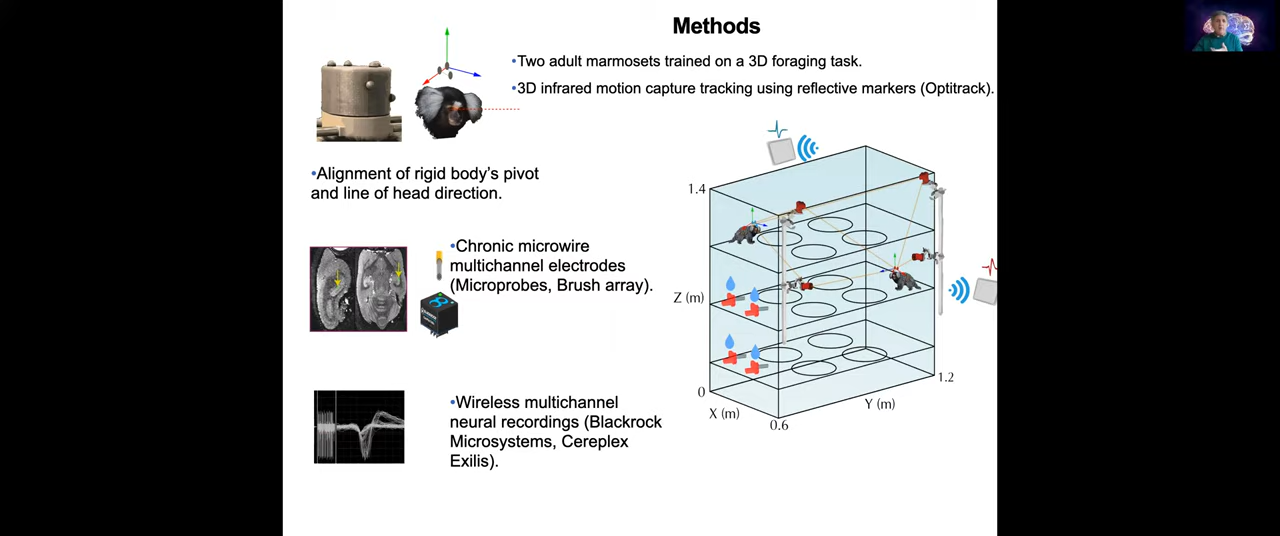 Methods
•Two adult marmosets trained on a 3D foraging task.
•3D infrared motion capture tracking using reflective markers (Optitrack).
•Alignment of rigid body's pivot
and line of head direction.
•Chronic microwire
multichannel electrodes
(Microprobes, Brush array).
•Wireless multichannel
neural recordings (Blackrock
Microsystems, Cereplex
Exilis).
1.4
Z (m)
0
X (m)
0.6
Y (m)
1.2